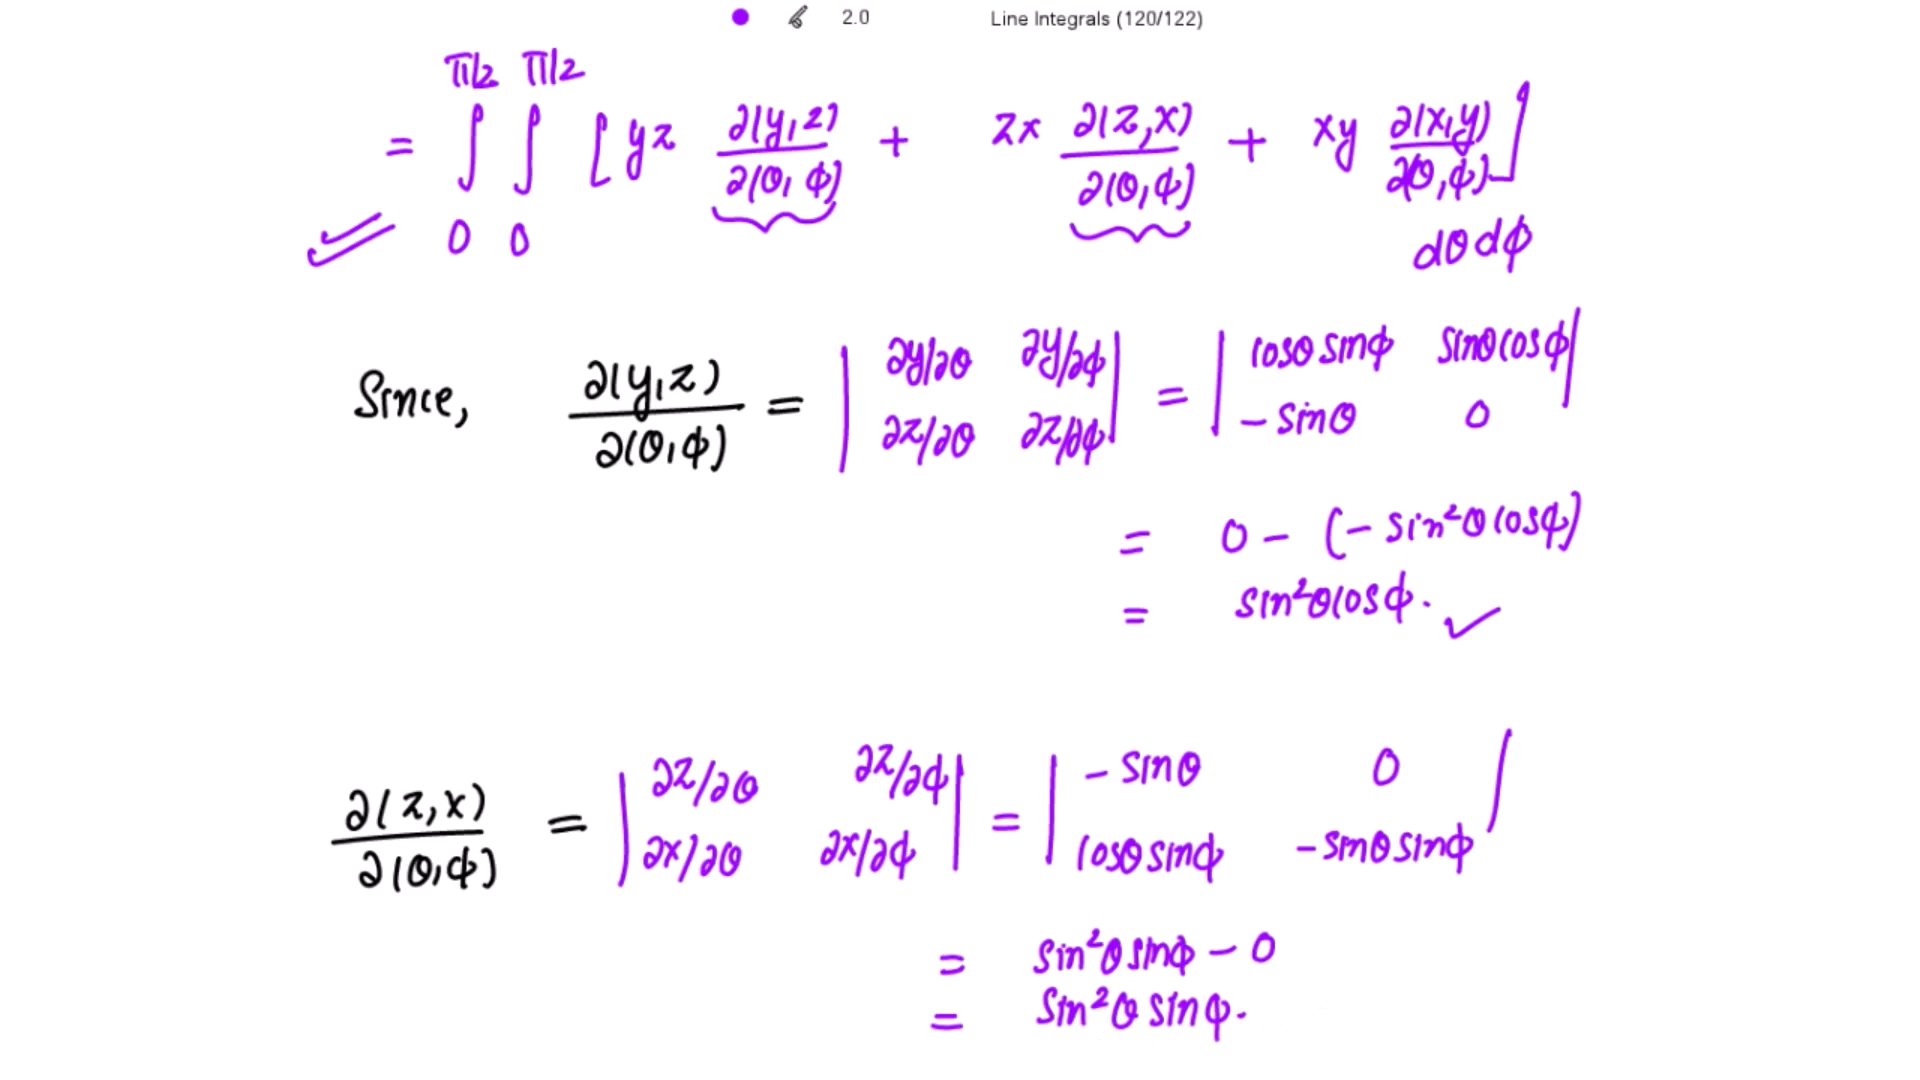 2.0 Line Integrals (120/122)
= ∫₀^{π/2} ∫₀^{π/2} [ yz ∂(y,z)/∂(θ,φ) + zx ∂(z,x)/∂(θ,φ) + xy ∂(x,y)/∂(θ,φ) ]
dθdφ
Since, ∂(y,z)/∂(θ,φ) = | ∂y/∂θ ∂y/∂φ ; ∂z/∂θ ∂z/∂φ | = | cosθ sinφ sinθ cosφ ; - sinθ 0 |
= 0 - (- sin²θ cosφ)
= sin²θ cosφ. ✓
∂(z,x)/∂(θ,φ) = | ∂z/∂θ ∂z/∂φ ; ∂x/∂θ ∂x/∂φ | = | - sinθ 0 ; cosθ sinφ - sinθ sinφ |
= sin²θ sinφ - 0
= sin²θ sinφ.